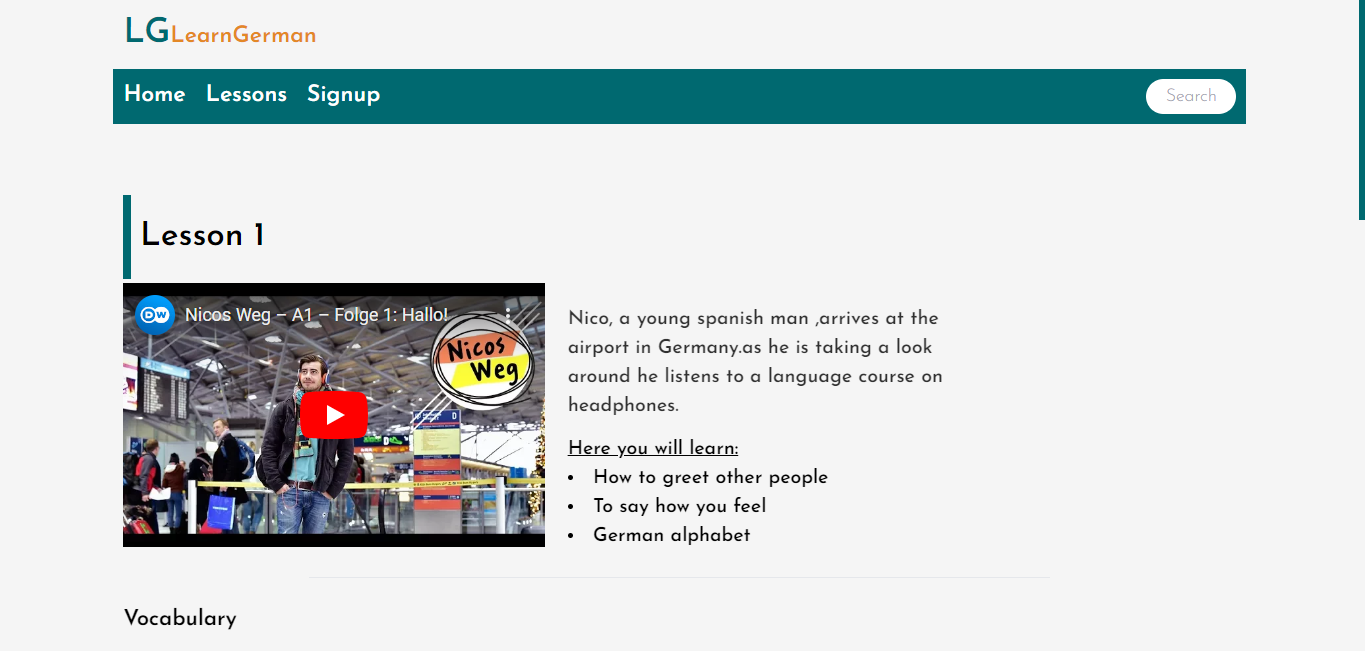 LG LearnGerman
Home Lessons Signup Search
Lesson 1
DW Nicos Weg – A1 – Folge 1: Hallo!
Nicos
Weg
D
Nico, a young spanish man ,arrives at the
airport in Germany.as he is taking a look
around he listens to a language course on
headphones.
Here you will learn:
• How to greet other people
• To say how you feel
• German alphabet
Vocabulary